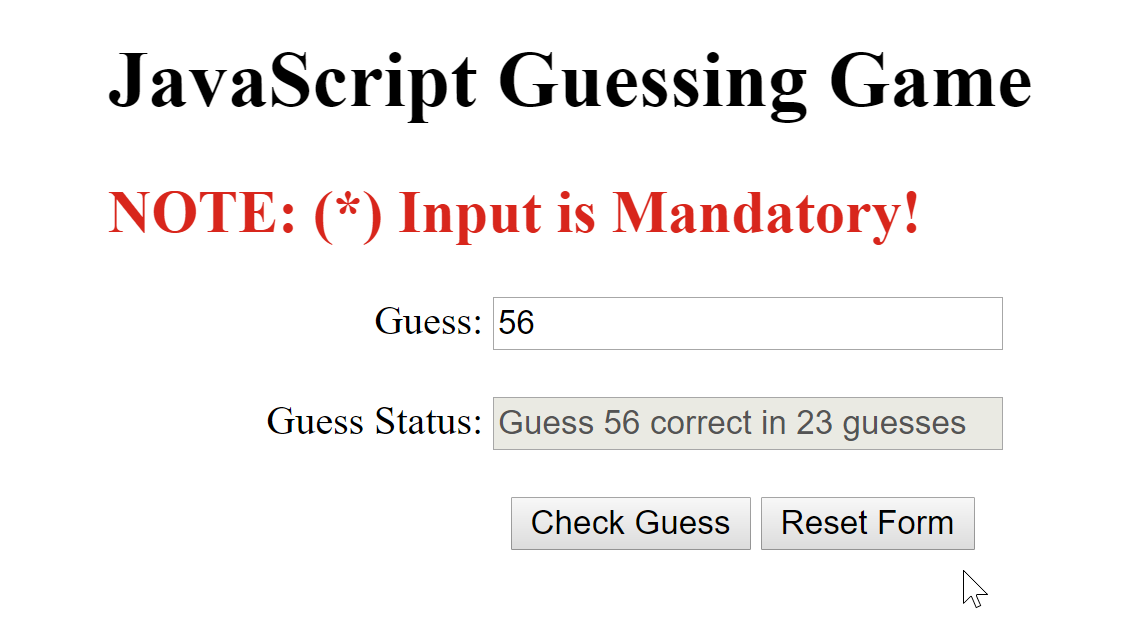 JavaScript Guessing Game
NOTE: (*) Input is Mandatory!
Guess: 56
Guess Status: Guess 56 correct in 23 guesses
Check Guess Reset Form